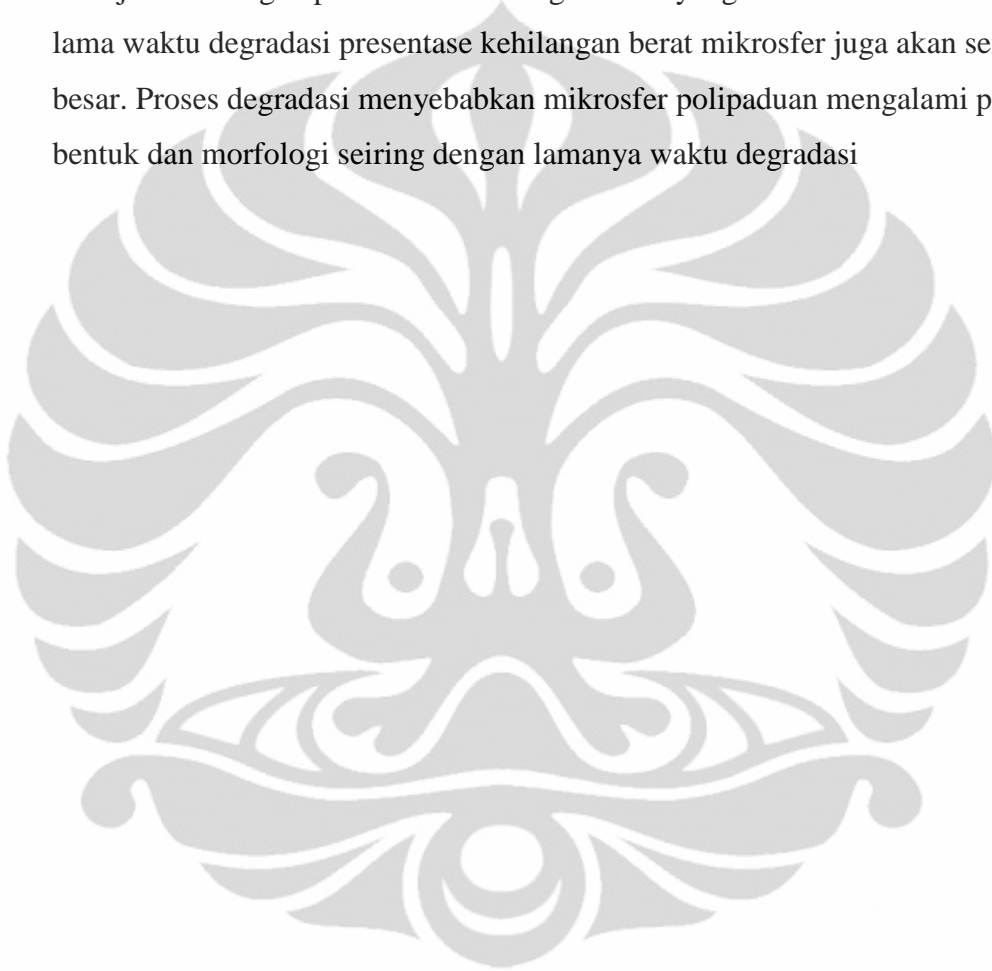 lama waktu degradasi presentase kehilangan berat mikrosfer juga akan
besar. Proses degradasi menyebabkan mikrosfer polipaduan mengalami
bentuk dan morfologi seiring dengan lamanya waktu degradasi